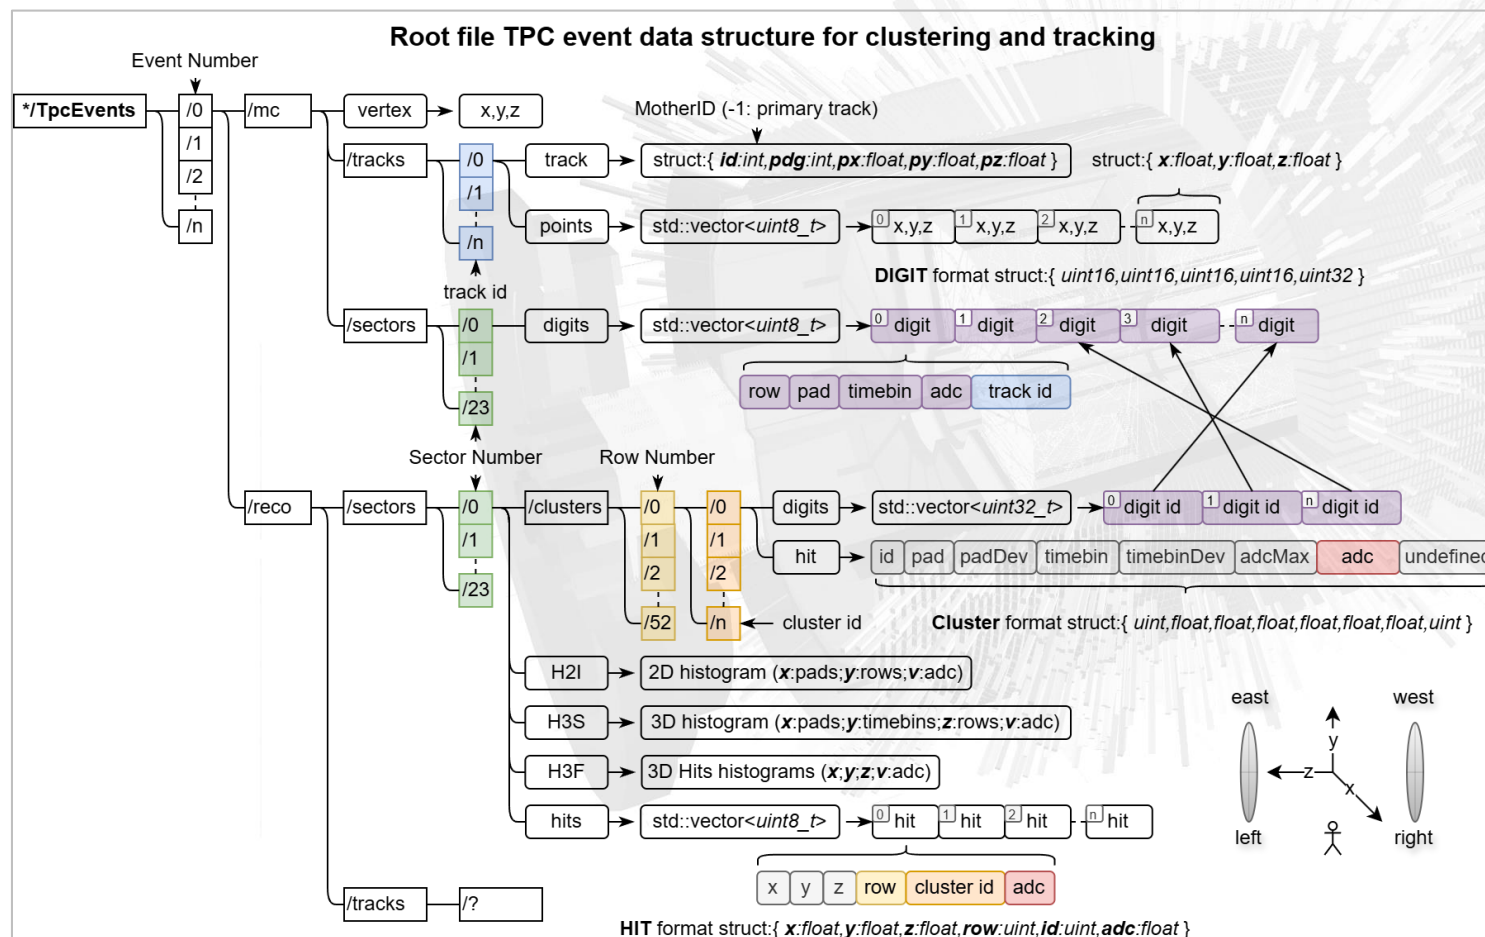 Root file TPC event data structure for clustering and tracking
Event Number
*/TpcEvents /0 /mc vertex x,y,z
MotherID (-1: primary track)
/1
/tracks /0 track struct:{ id:int,pdg:int,px:float,py:float,pz:float } struct:{ x:float,y:float,z:float }
/2
/1
/n points std::vector<uint8_t> 0 x,y,z 1 x,y,z 2 x,y,z n x,y,z
/n
DIGIT format struct:{ uint16,uint16,uint16,uint16,uint32 }
track id
/sectors /0 digits std::vector<uint8_t> 0 digit 1 digit 2 digit 3 digit n digit
/1
row pad timebin adc track id
/23
Sector Number Row Number
/reco /sectors /0 /clusters /0 /0 digits std::vector<uint32_t> 0 digit id 1 digit id n digit id
/1 /1 /1
hit id pad padDev timebin timebinDev adcMax adc undefined
/2 /2
/23
/52 /n cluster id Cluster format struct:{ uint,float,float,float,float,float,float,uint }
H2I 2D histogram (x:pads;y:rows;v:adc)
east west
H3S 3D histogram (x:pads;y:timebins;z:rows;v:adc)
y
H3F 3D Hits histograms (x;y;z;v:adc)
z
x
hits std::vector<uint8_t> 0 hit 1 hit 2 hit n hit
left right
x y z row cluster id adc
/tracks /?
HIT format struct:{ x:float,y:float,z:float,row:uint,id:uint,adc:float }